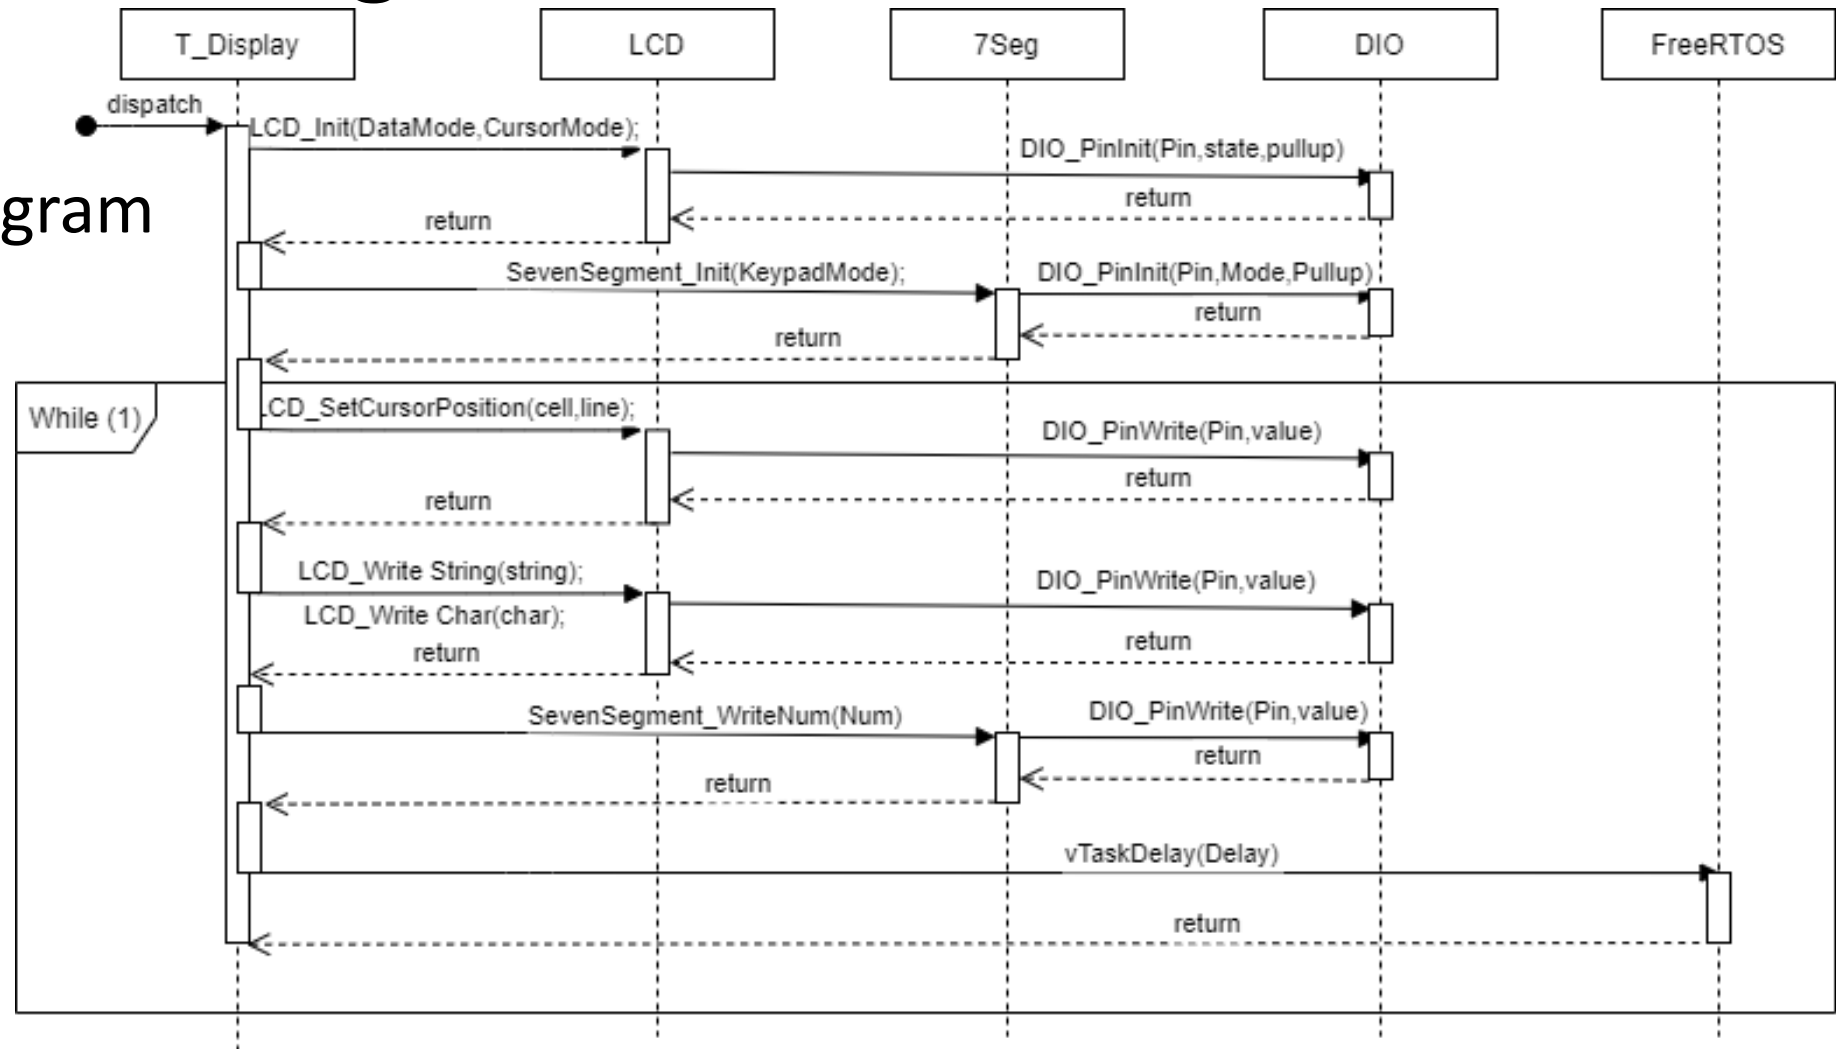 g
T_Display LCD 7Seg DIO FreeRTOS
dispatch
LCD_Init(DataMode,CursorMode);
DIO_PinInit(Pin,state,pullup)
return
gram
return
SevenSegment_Init(KeypadMode);
DIO_PinInit(Pin,Mode,Pullup)
return
return
While (1)
LCD_SetCursorPosition(cell,line);
DIO_PinWrite(Pin,value)
return
return
LCD_Write String(string);
DIO_PinWrite(Pin,value)
LCD_Write Char(char);
return
return
SevenSegment_WriteNum(Num)
DIO_PinWrite(Pin,value)
return
return
vTaskDelay(Delay)
return